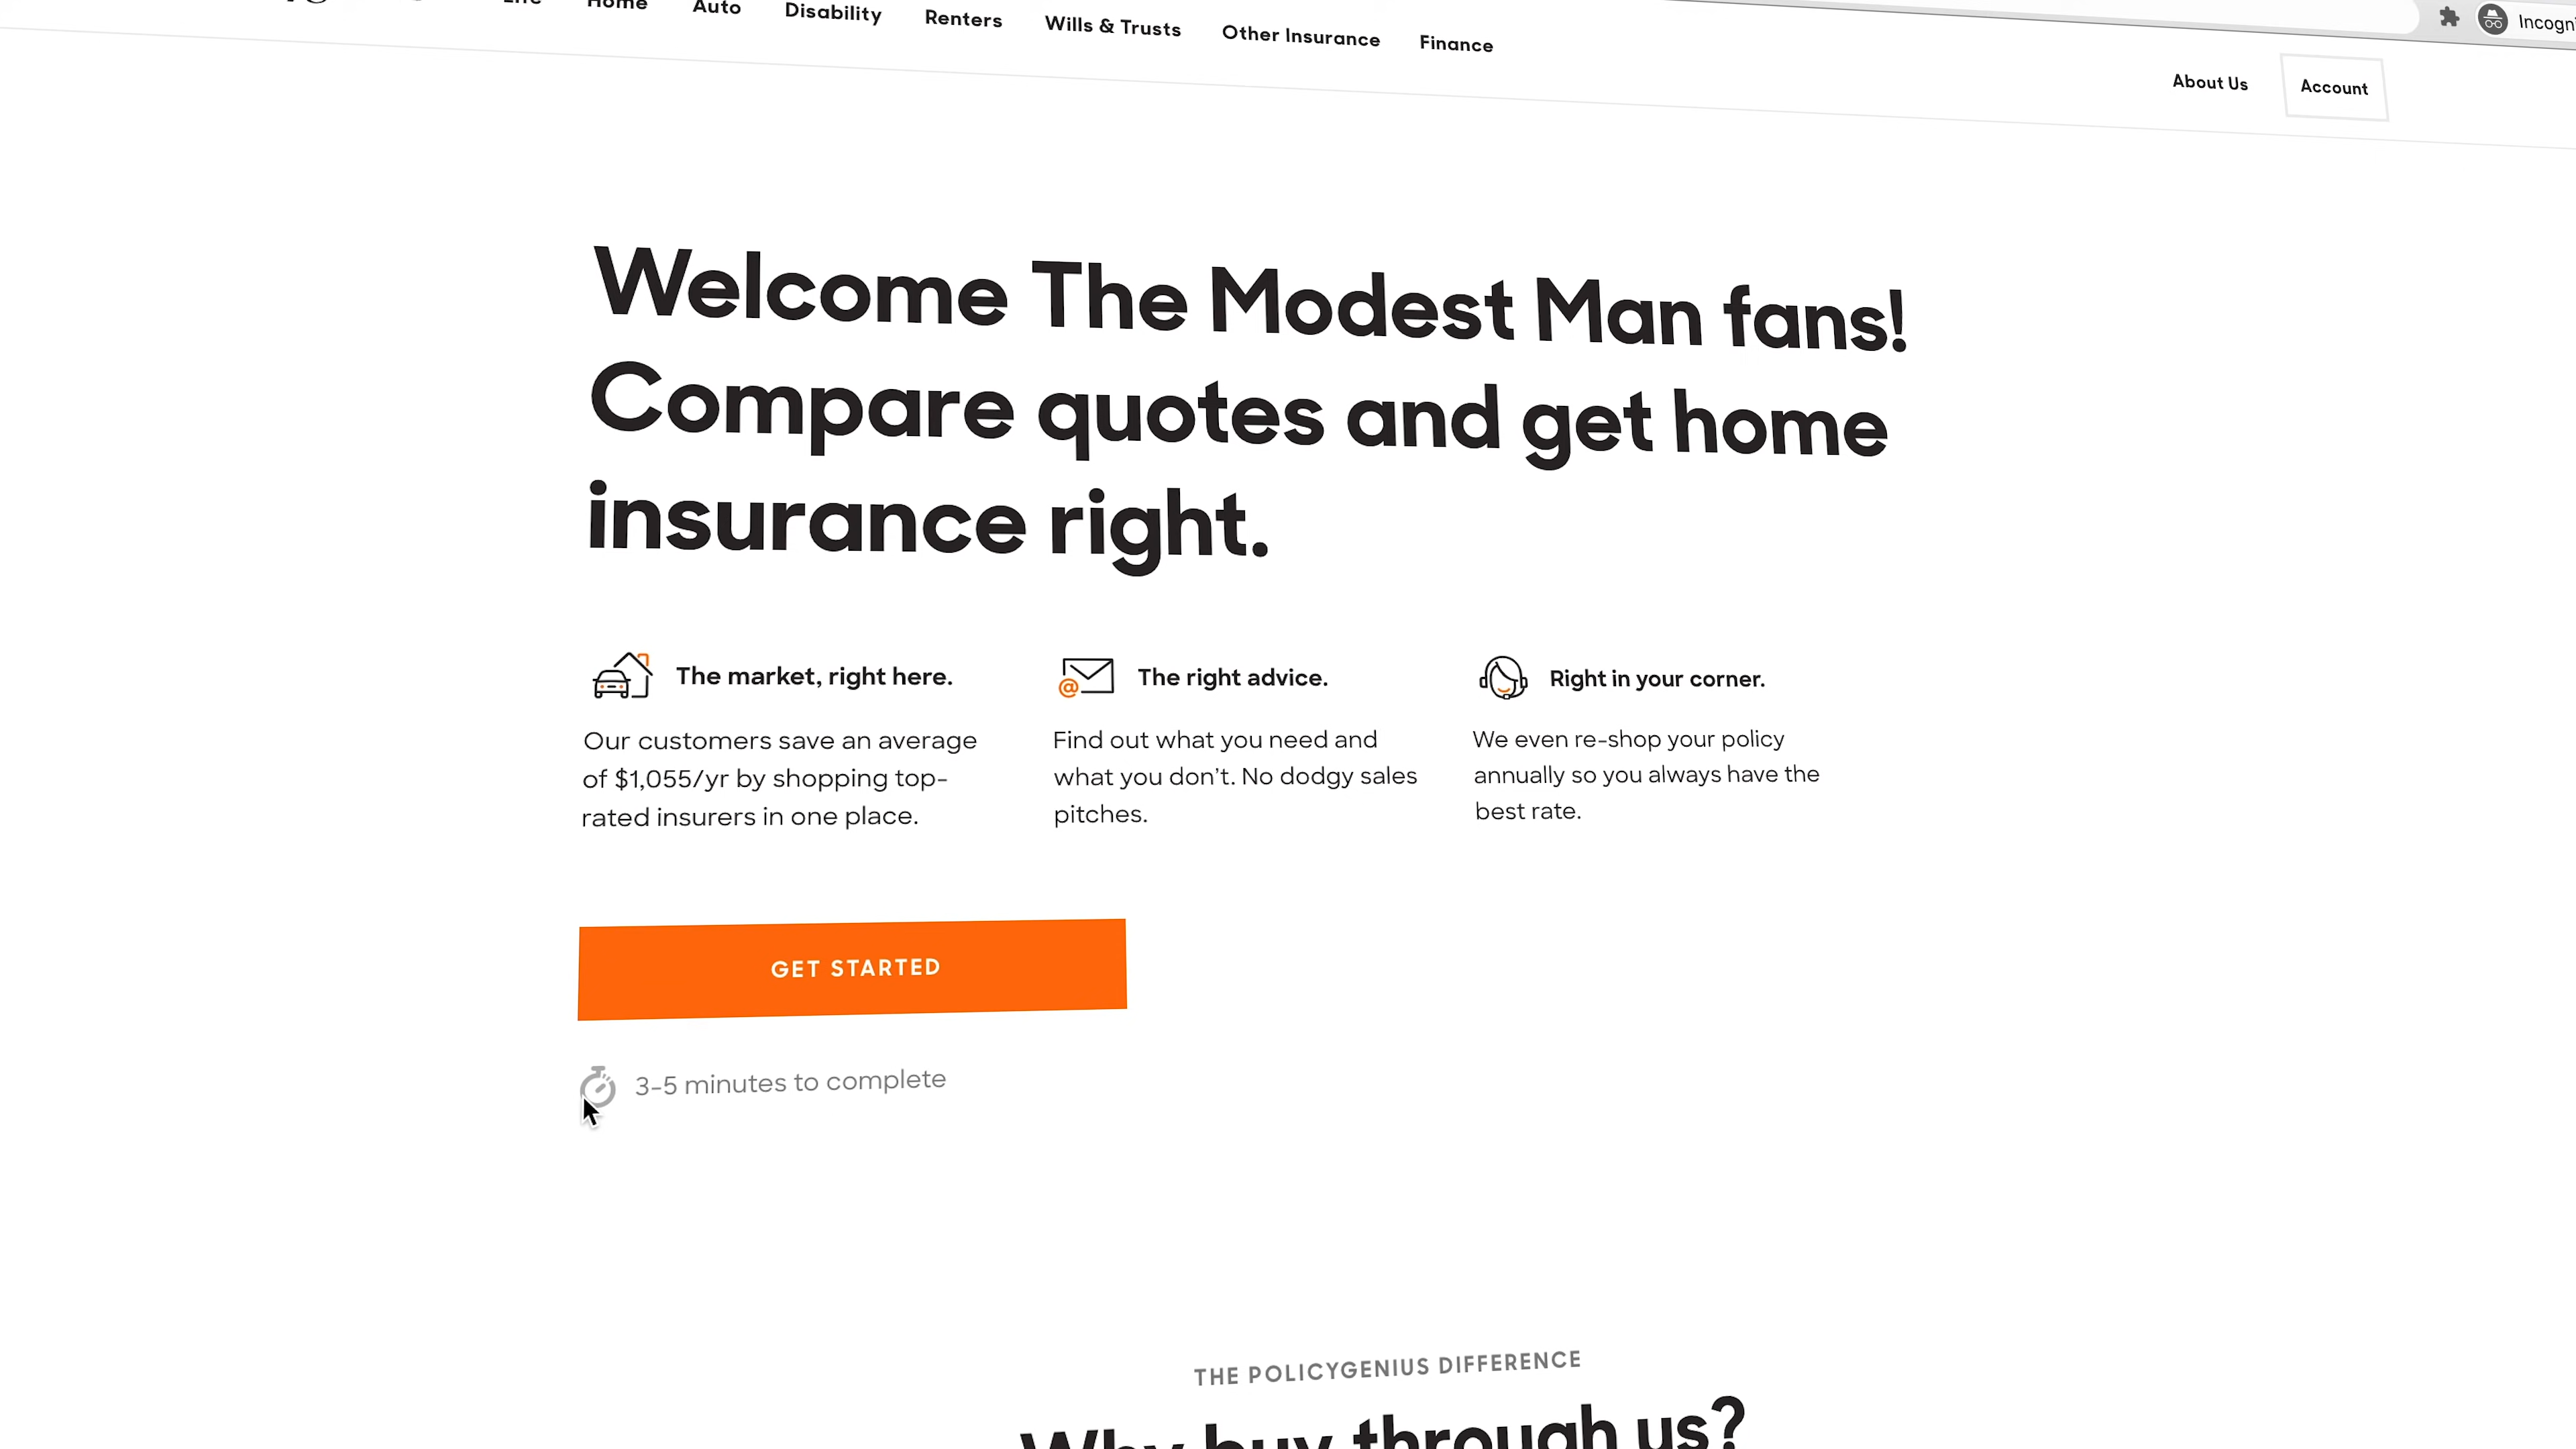 Home Auto Disability Renters Wills & Trusts Other Insurance Finance
Incogni
About Us Account
Welcome The Modest Man fans!
Compare quotes and get home
insurance right.
The market, right here.
Our customers save an average
of $1,055/yr by shopping top-
rated insurers in one place.
The right advice.
Find out what you need and
what you don't. No dodgy sales
pitches.
Right in your corner.
We even re-shop your policy
annually so you always have the
best rate.
GET STARTED
3-5 minutes to complete
THE POLICYGENIUS DIFFERENCE
Why buy through us?